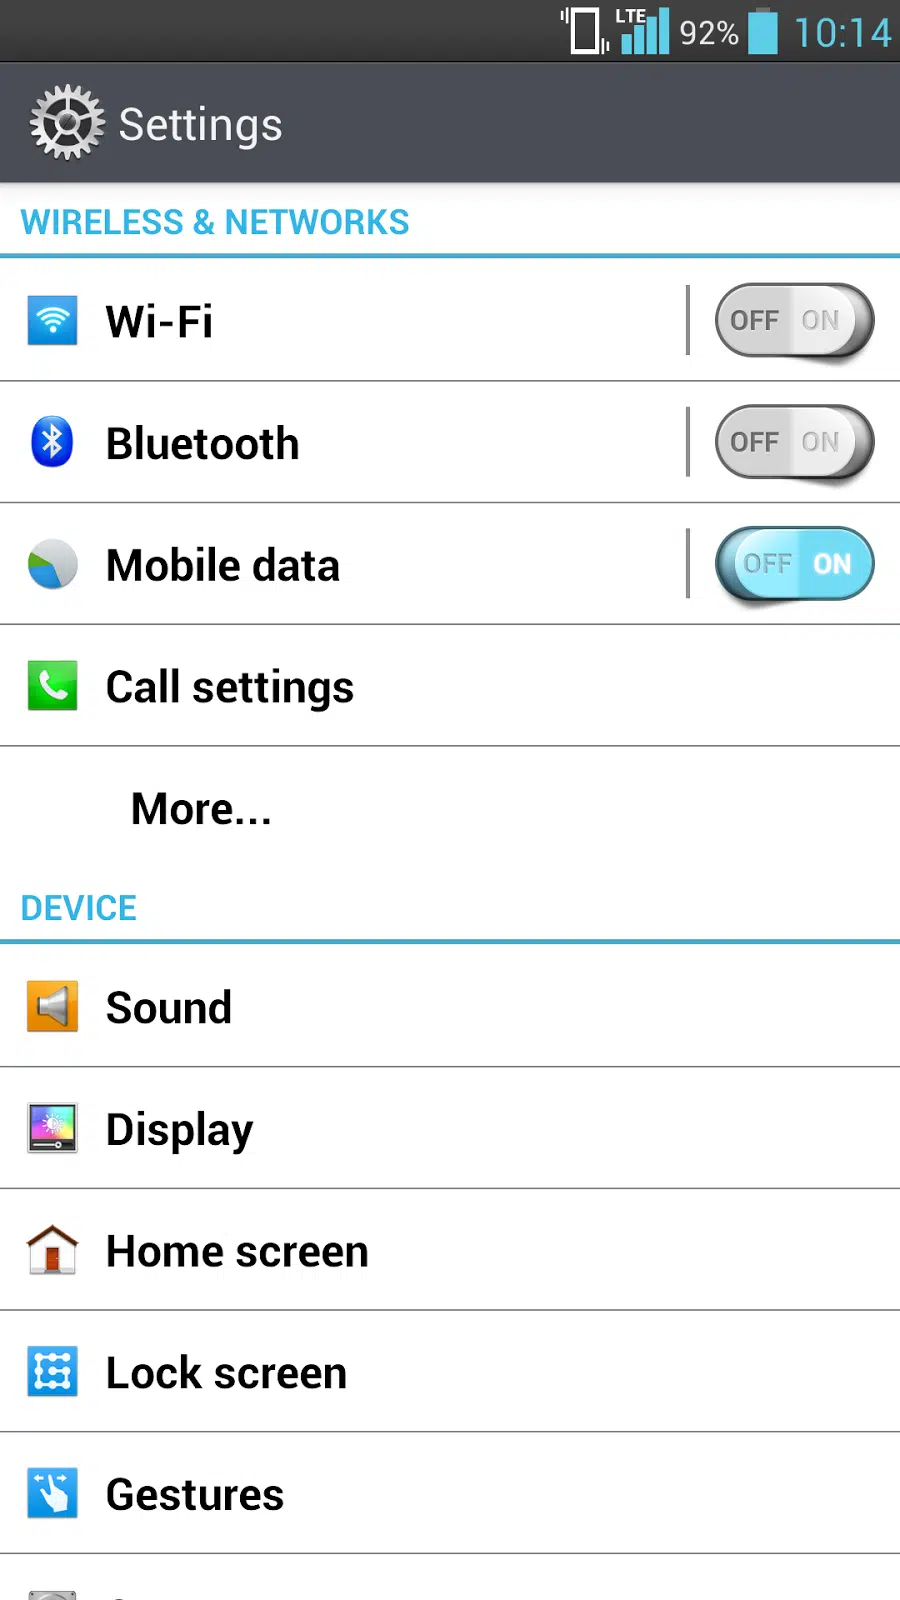 LTE 92% 10:14
Settings
WIRELESS & NETWORKS
Wi-Fi OFF ON
Bluetooth OFF ON
Mobile data OFF ON
Call settings
More...
DEVICE
Sound
Display
Home screen
Lock screen
Gestures